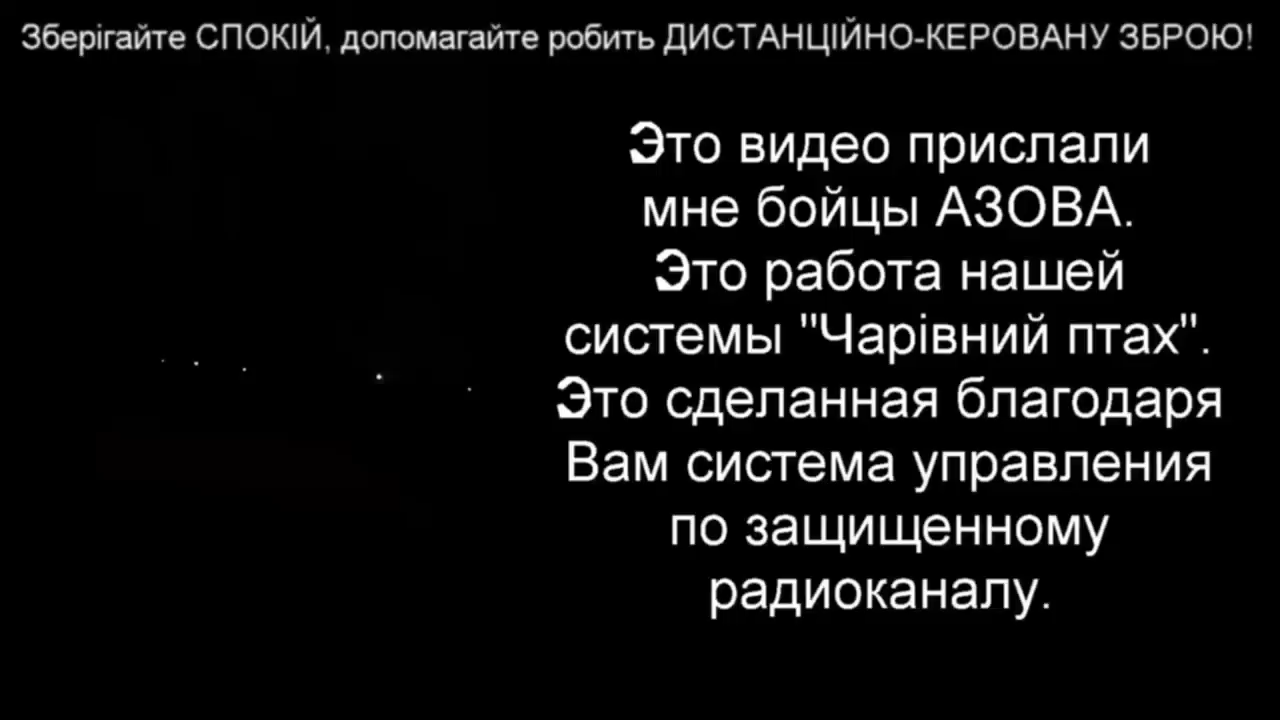 Зберігайте СПОКІЙ, допомагайте робить ДИСТАНЦІЙНО-КЕРОВАНУ ЗБРОЮ!
Это видео прислали
мне бойцы АЗОВА.
Это работа нашей
системы "Чарівний птах".
Это сделанная благодаря
Вам система управления
по защищенному
радиоканалу.